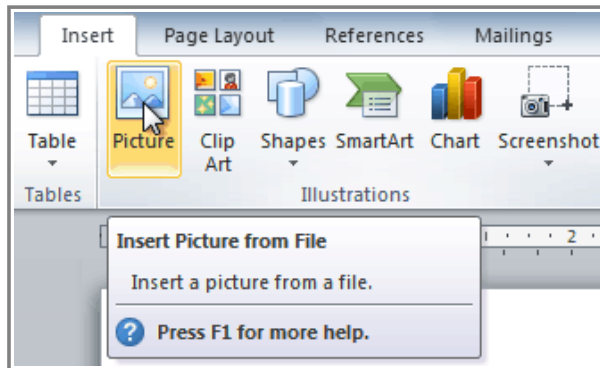 Insert Page Layout References Mailings
Table Picture Clip Art Shapes SmartArt Chart Screenshot
Tables Illustrations
2
Insert Picture from File
Insert a picture from a file.
Press F1 for more help.